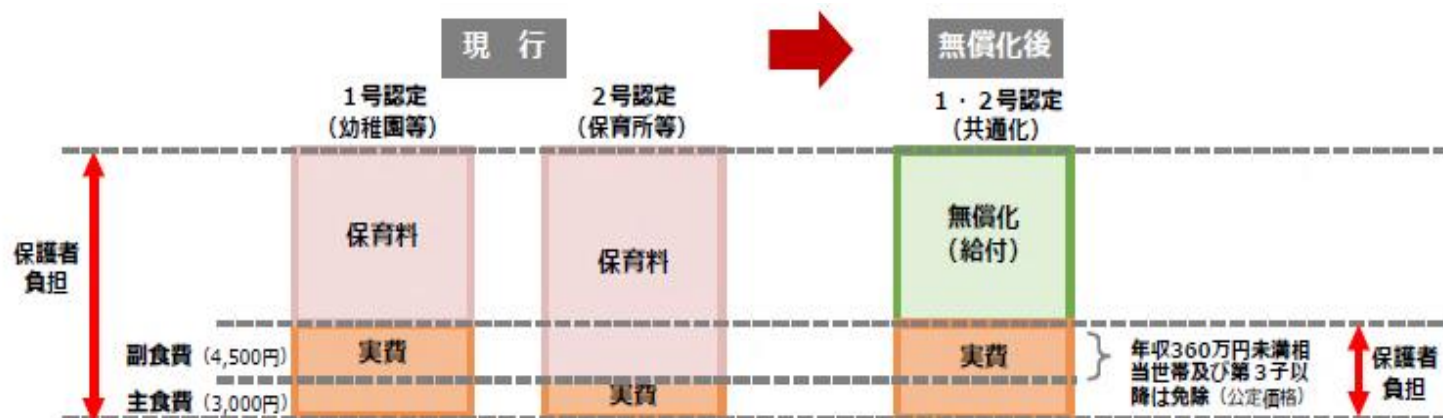 現 行
無償化後
1号認定
（幼稚園等）
2号認定
（保育所等）
1・2号認定
（共通化）
保護者
負担
保育料
保育料
無償化
（給付）
副食費（4,500円）
実費
実費
年収360万円未満相
当世帯及び第3子以
降は免除（公定価格）
保護者
負担
主食費（3,000円）
実費